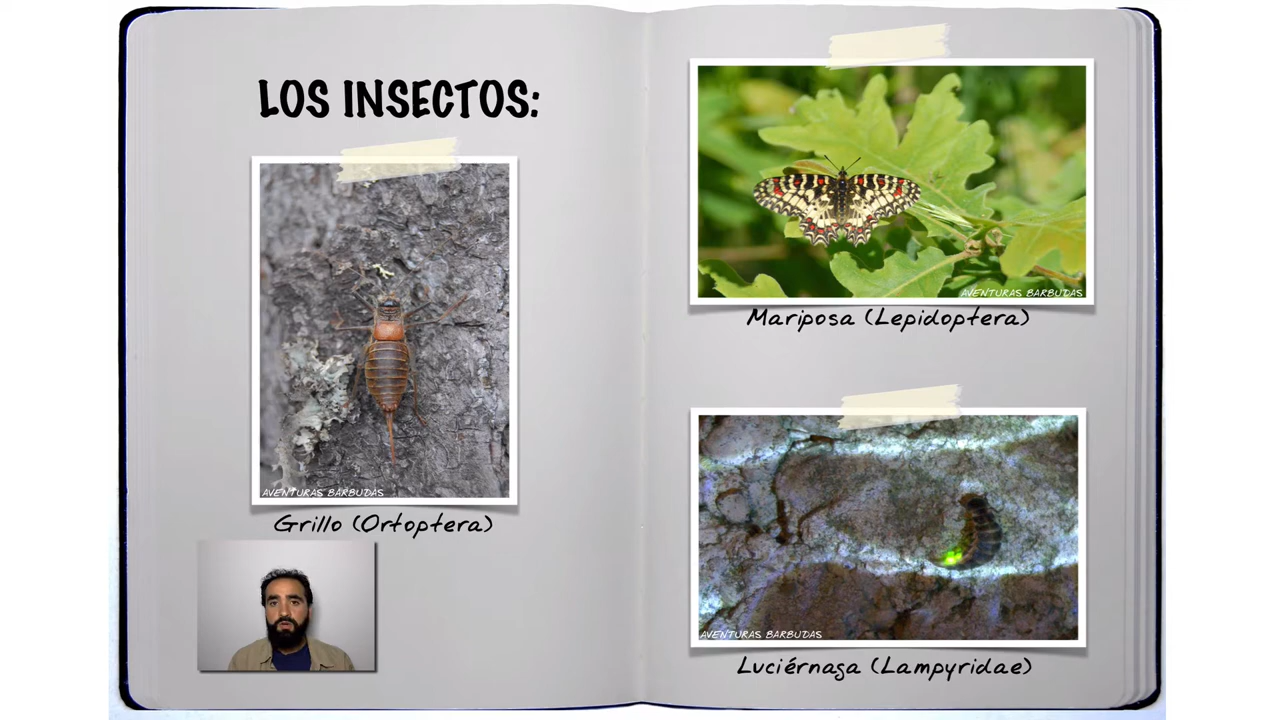 LOS INSECTOS:
AVENTURAS BARBUDAS
Grillo (Ortoptera)
AVENTURAS BARBUDAS
Mariposa (Lepidoptera)
AVENTURAS BARBUDAS
Luciérnaga (Lampyridae)